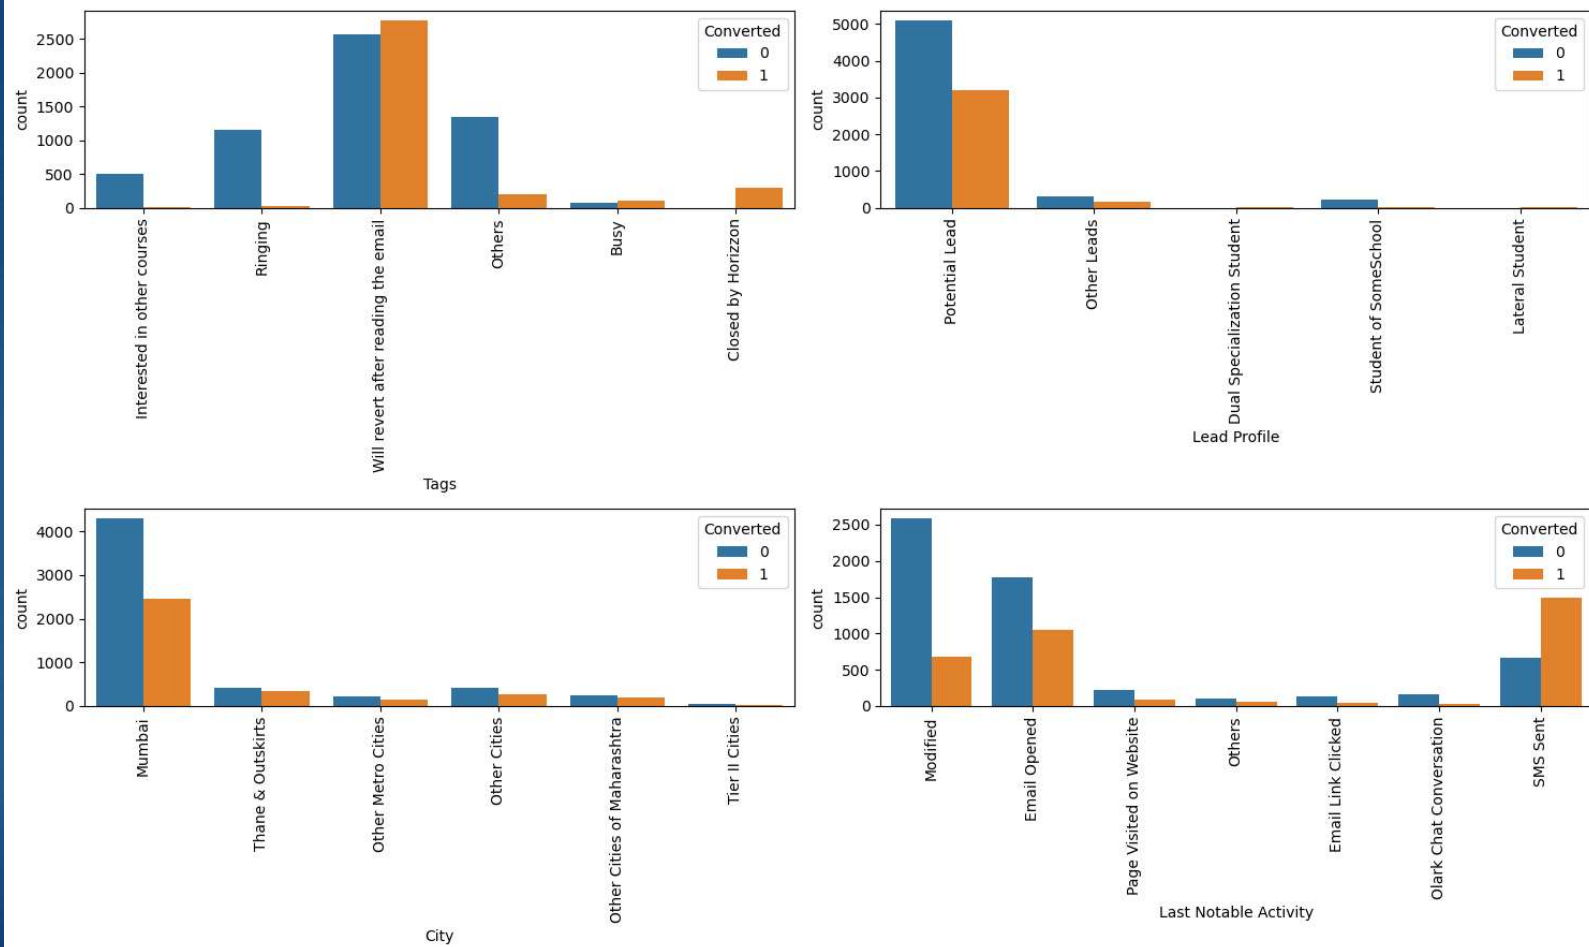 2500
2000
1500
1000
500
0
count
Converted
0
1
Interested in other courses
Ringing
Will revert after reading the email
Others
Busy
Closed by Horizzon
Tags
5000
4000
3000
2000
1000
0
count
Converted
0
1
Potential Lead
Other Leads
Dual Specialization Student
Student of SomeSchool
Lateral Student
Lead Profile
4000
3000
2000
1000
0
count
Converted
0
1
Mumbai
Thane & Outskirts
Other Metro Cities
Other Cities
Other Cities of Maharashtra
Tier II Cities
City
2500
2000
1500
1000
500
0
count
Converted
0
1
Modified
Email Opened
Page Visited on Website
Others
Email Link Clicked
Olark Chat Conversation
SMS Sent
Last Notable Activity